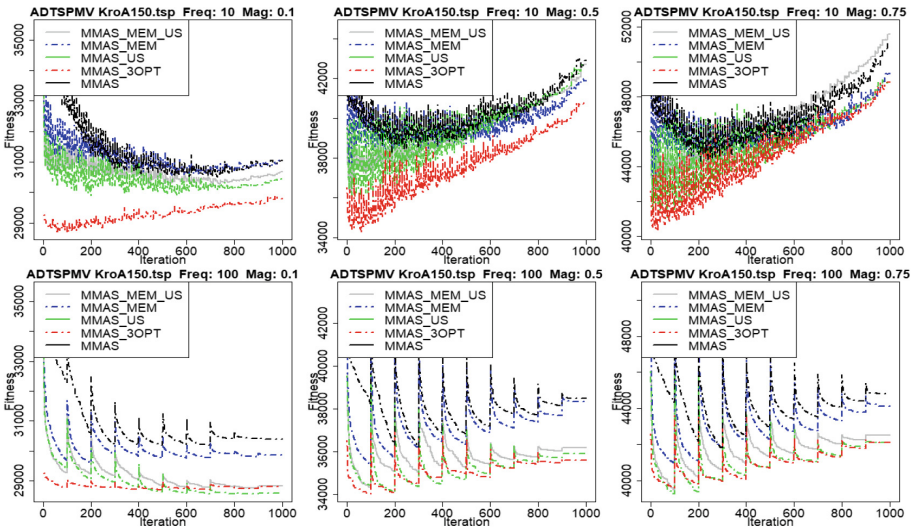 ADTSPMV KroA150.tsp Freq: 10 Mag: 0.1
MMAS_MEM_US
MMAS_MEM
MMAS_US
MMAS_3OPT
MMAS
Fitness
35000
33000
31000
29000
0 200 400 600 800 1000
Iteration
ADTSPMV KroA150.tsp Freq: 10 Mag: 0.5
MMAS_MEM_US
MMAS_MEM
MMAS_US
MMAS_3OPT
MMAS
Fitness
42000
38000
34000
0 200 400 600 800 1000
Iteration
ADTSPMV KroA150.tsp Freq: 10 Mag: 0.75
MMAS_MEM_US
MMAS_MEM
MMAS_US
MMAS_3OPT
MMAS
Fitness
52000
48000
44000
40000
0 200 400 600 800 1000
Iteration
ADTSPMV KroA150.tsp Freq: 100 Mag: 0.1
MMAS_MEM_US
MMAS_MEM
MMAS_US
MMAS_3OPT
MMAS
Fitness
35000
33000
31000
29000
0 200 400 600 800 1000
Iteration
ADTSPMV KroA150.tsp Freq: 100 Mag: 0.5
MMAS_MEM_US
MMAS_MEM
MMAS_US
MMAS_3OPT
MMAS
Fitness
42000
40000
38000
36000
34000
0 200 400 600 800 1000
Iteration
ADTSPMV KroA150.tsp Freq: 100 Mag: 0.75
MMAS_MEM_US
MMAS_MEM
MMAS_US
MMAS_3OPT
MMAS
Fitness
48000
44000
40000
0 200 400 600 800 1000
Iteration